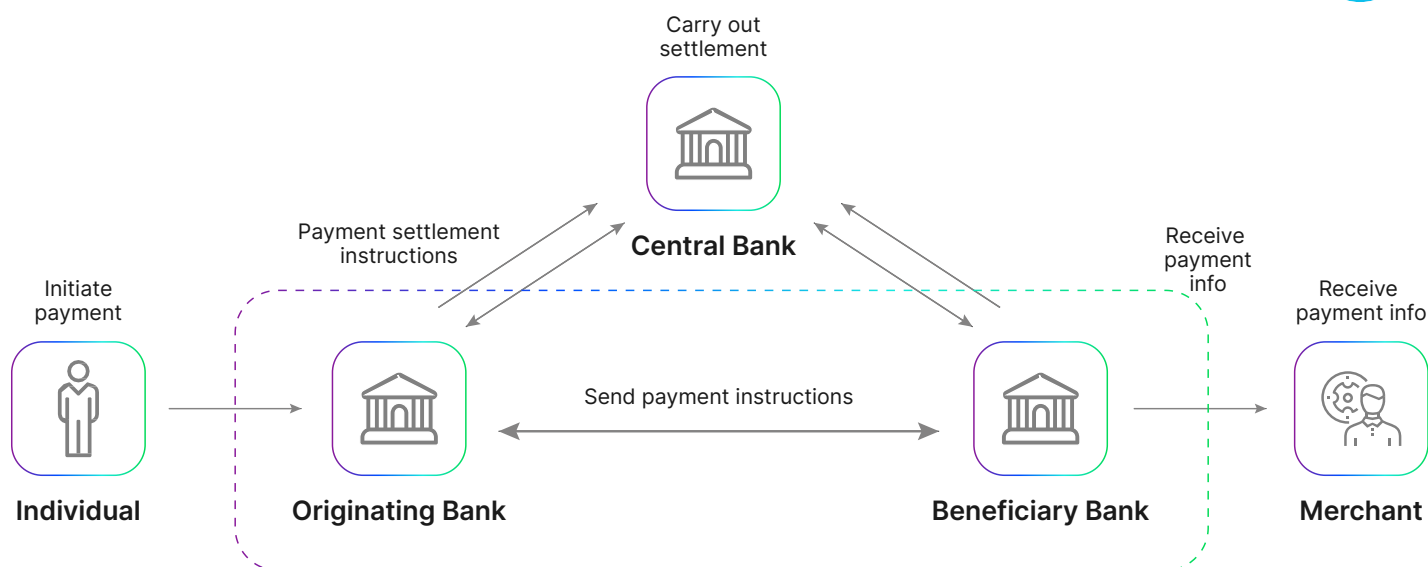 Carry out
settlement
Central Bank
Payment settlement
instructions
Receive
payment
info
Initiate
payment
Receive
payment info
Send payment instructions
Individual
Originating Bank
Beneficiary Bank
Merchant